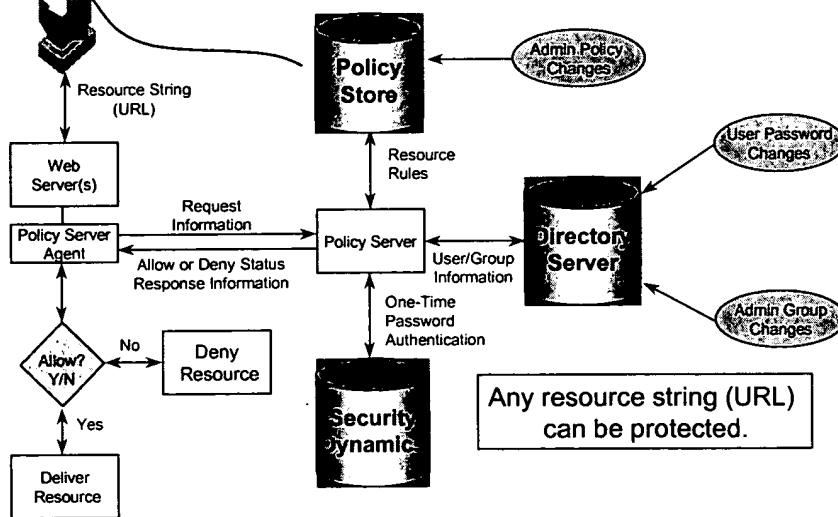 Policy
Store
Admin Policy
Changes
Resource String
(URL)
User Password
Changes
Web
Server(s)
Resource
Rules
Request
Information
Policy Server
Agent
Policy Server
Directory
Server
Allow or Deny Status
Response Information
User/Group
Information
One-Time
Password
Authentication
Admin Group
Changes
No
Allow?
Y/N
Deny
Resource
Security
Dynamic
Any resource string (URL)
can be protected.
Yes
Deliver
Resource